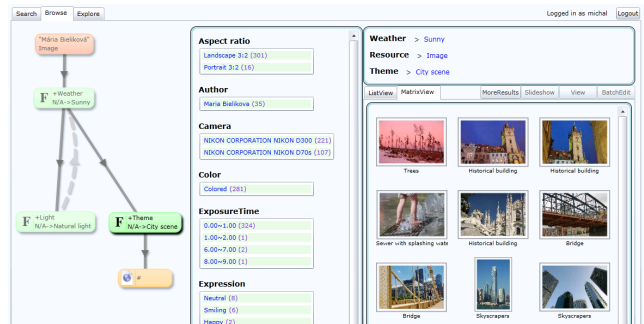 Search Browse Explore
Logged in as michal Logout
"Mária Bieliková"
Image
F +Weather
N/A->Sunny
F +Light
N/A->Natural light
F +Theme
N/A->City scene
#
Aspect ratio
Landscape 3:2 (301)
Portrait 3:2 (16)
Author
Maria Bielikova (35)
Camera
NIKON CORPORATION NIKON D300 (221)
NIKON CORPORATION NIKON D70s (107)
Color
Colored (281)
ExposureTime
0.00~1.00 (324)
1.00~2.00 (1)
6.00~7.00 (2)
8.00~9.00 (1)
Expression
Neutral (8)
Smiling (6)
Happy (2)
Weather > Sunny
Resource > Image
Theme > City scene
ListView MatrixView MoreResults Slideshow View BatchEdit
Trees Historical building Historical building
Sewer with splashing wate Historical building Bridge
Bridge Skyscrapers Skyscrapers